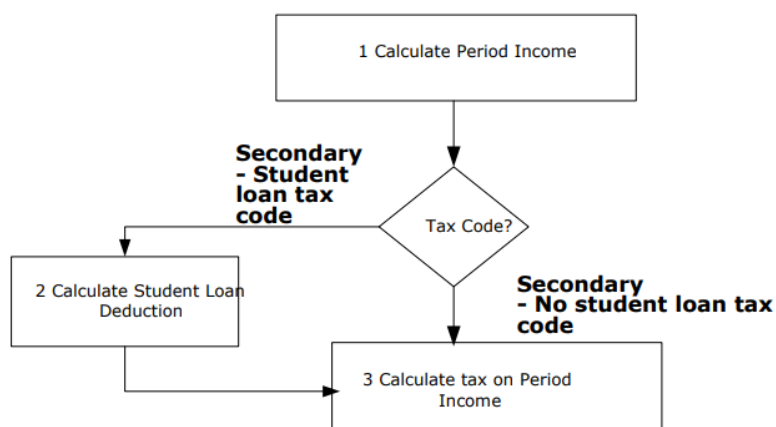 1 Calculate Period Income
Secondary
- Student
loan tax
code
Tax Code?
2 Calculate Student Loan
Deduction
Secondary
- No student loan tax
code
3 Calculate tax on Period
Income